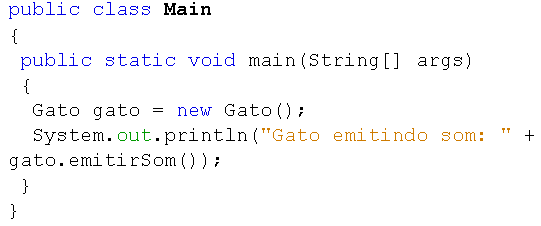 public class Main
{
public static void main(String[] args)
{
Gato gato = new Gato();
System.out.println("Gato emitindo som: " +
gato.emitirSom());
}
}